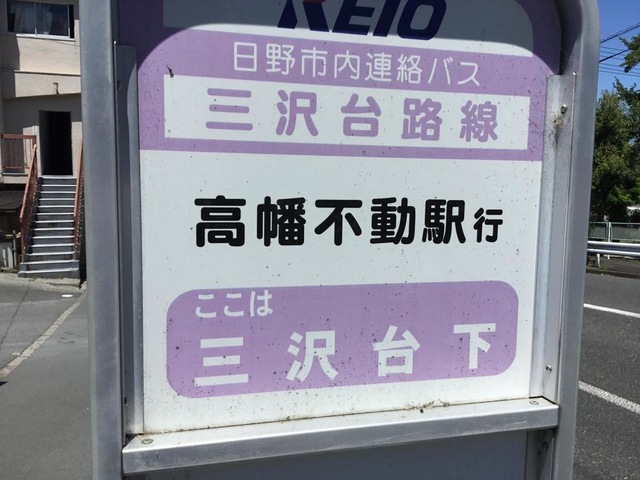 KEIO
日野市内連絡バス
三沢台路線
高幡不動駅行
ここは
三沢台下